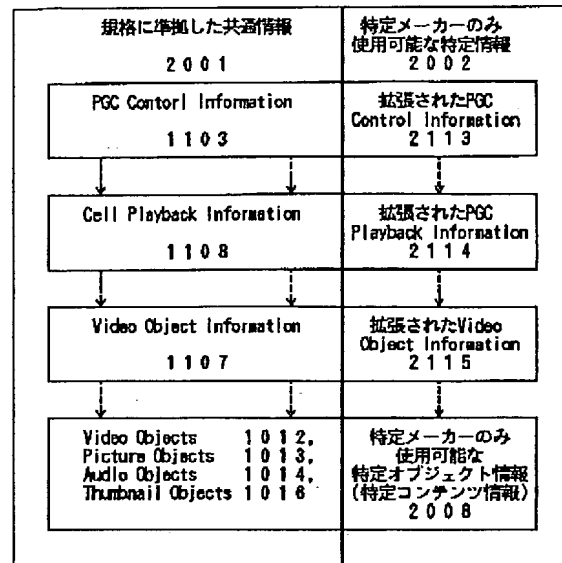 規格に準拠した共通情報
2001
特定メーカーのみ
使用可能な特定情報
2002
PGC Contorl Information
1103
拡張されたPGC
Control Information
2113
Cell Playback Information
1108
拡張されたPGC
Playback Information
2114
Video Object Information
1107
拡張されたVideo
Object Information
2115
Video Objects 1012,
Picture Objects 1013,
Audio Objects 1014,
Thumbnail Objects 1016
特定メーカーのみ
使用可能な
特定オブジェクト情報
(特定コンテンツ情報)
2008